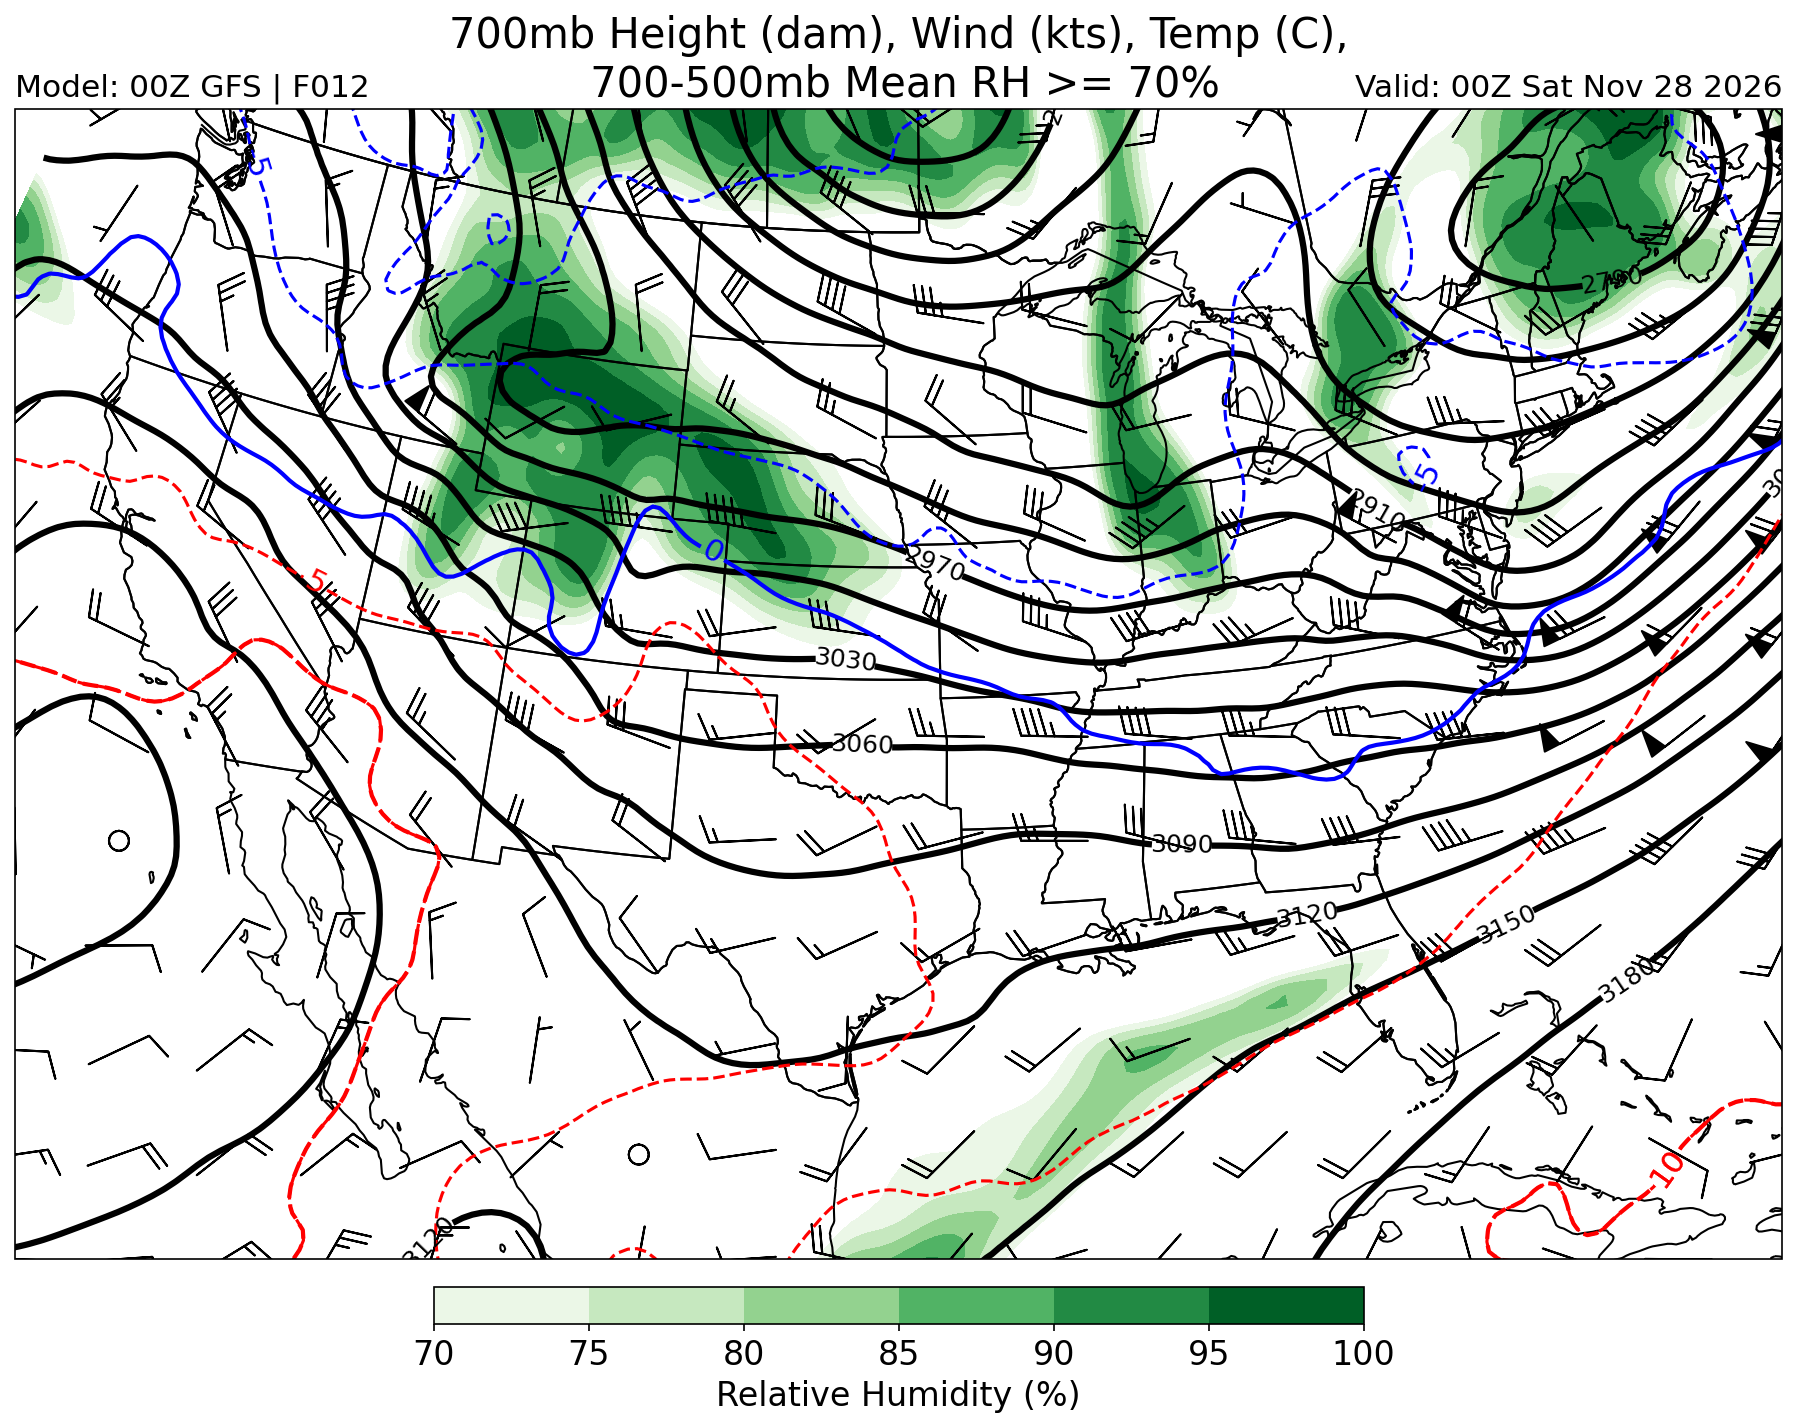 700mb Height (dam), Wind (kts), Temp (C),
Model: 00Z GFS | F012
700-500mb Mean RH >= 70%
Valid: 00Z Sat Nov 28 2026
-5
2790
-5
2910
0
2970
5
3030
3060
3090
3120
3150
3180
10
3120
70 75 80 85 90 95 100
Relative Humidity (%)